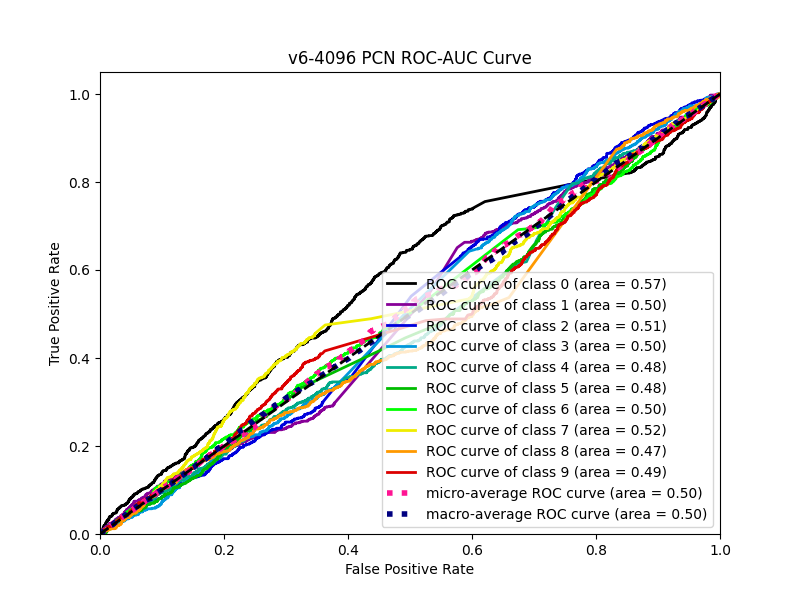 v6-4096 PCN ROC-AUC Curve
True Positive Rate
1.0
0.8
0.6
0.4
0.2
0.0
ROC curve of class 0 (area = 0.57)
ROC curve of class 1 (area = 0.50)
ROC curve of class 2 (area = 0.51)
ROC curve of class 3 (area = 0.50)
ROC curve of class 4 (area = 0.48)
ROC curve of class 5 (area = 0.48)
ROC curve of class 6 (area = 0.50)
ROC curve of class 7 (area = 0.52)
ROC curve of class 8 (area = 0.47)
ROC curve of class 9 (area = 0.49)
micro-average ROC curve (area = 0.50)
macro-average ROC curve (area = 0.50)
0.0 0.2 0.4 0.6 0.8 1.0
False Positive Rate